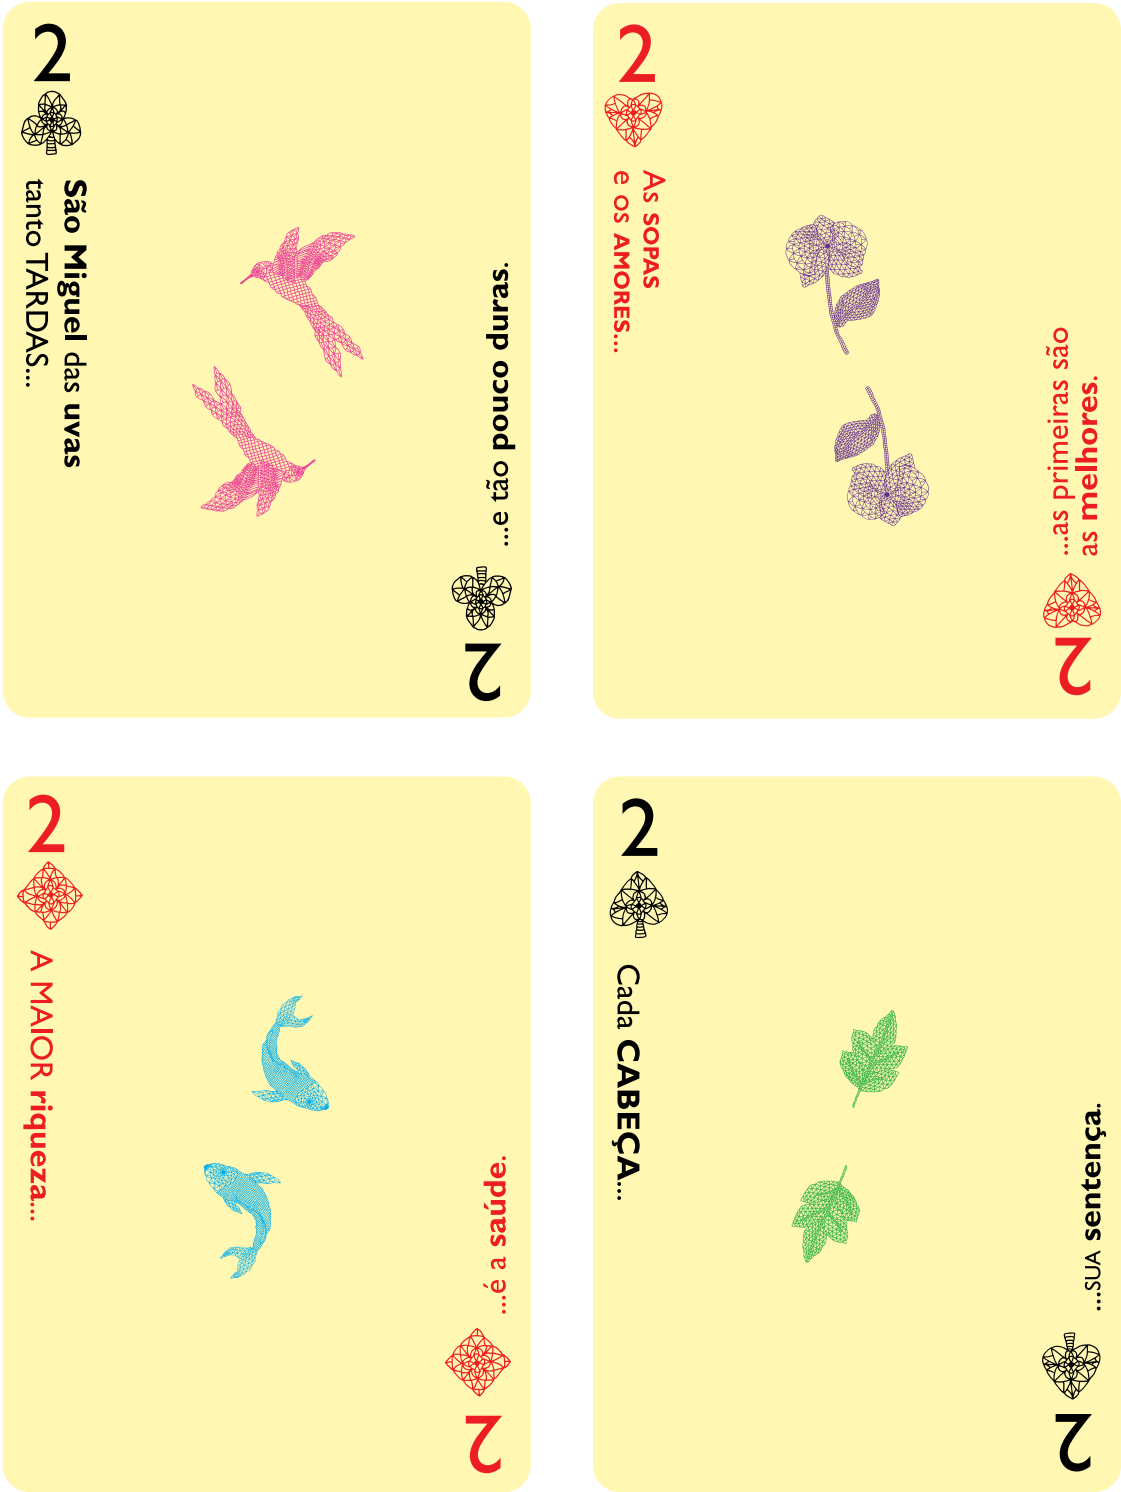 2
São Miguel das uvas
tanto TARDAS...
...e tão pouco duras.
2
2
As SOPAS
e os AMORES...
...as primeiras são
as melhores.
2
2
A MAIOR riqueza...
...é a saúde.
2
2
Cada CABEÇA...
...SUA sentença.
2